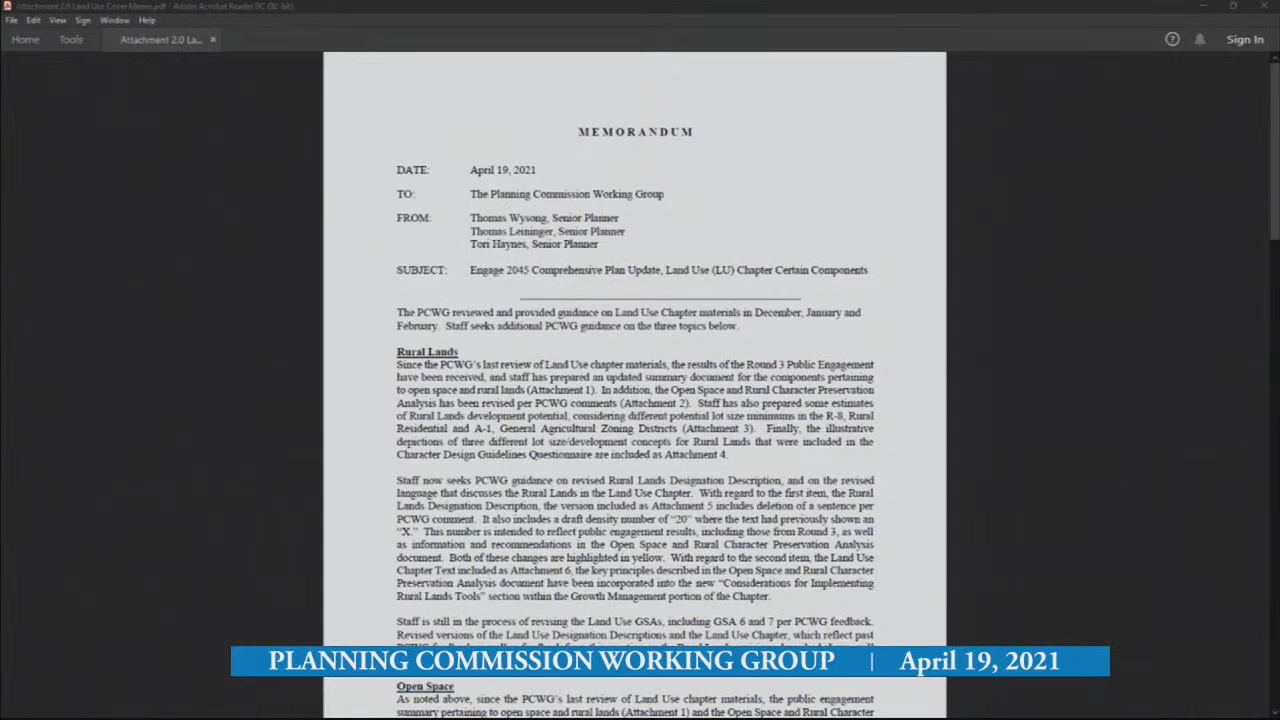 Attachment 2.0 Land Use Cover Memo.pdf - Adobe Acrobat Reader DC (32-bit)
File Edit View Sign Window Help
Home Tools Attachment 2.0 La... × Sign In
MEMORANDUM
DATE: April 19, 2021
TO: The Planning Commission Working Group
FROM: Thomas Wysong, Senior Planner
Thomas Leininger, Senior Planner
Tori Haynes, Senior Planner
SUBJECT: Engage 2045 Comprehensive Plan Update, Land Use (LU) Chapter Certain Components
The PCWG reviewed and provided guidance on Land Use Chapter materials in December, January and
February. Staff seeks additional PCWG guidance on the three topics below.
Rural Lands
Since the PCWG's last review of Land Use chapter materials, the results of the Round 3 Public Engagement
have been received, and staff has prepared an updated summary document for the components pertaining
to open space and rural lands (Attachment 1). In addition, the Open Space and Rural Character Preservation
Analysis has been revised per PCWG comments (Attachment 2). Staff has also prepared some estimates
of Rural Lands development potential, considering different potential lot size minimums in the R-8, Rural
Residential and A-1, General Agricultural Zoning Districts (Attachment 3). Finally, the illustrative
depictions of three different lot size/development concepts for Rural Lands that were included in the
Character Design Guidelines Questionnaire are included as Attachment 4.
Staff now seeks PCWG guidance on revised Rural Lands Designation Description, and on the revised
language that discusses the Rural Lands in the Land Use Chapter. With regard to the first item, the Rural
Lands Designation Description, the version included as Attachment 5 includes deletion of a sentence per
PCWG comment. It also includes a draft density number of "20" where the text had previously shown an
"X." This number is intended to reflect public engagement results, including those from Round 3, as well
as information and recommendations in the Open Space and Rural Character Preservation Analysis
document. Both of these changes are highlighted in yellow. With regard to the second item, the Land Use
Chapter Text included as Attachment 6, the key principles described in the Open Space and Rural Character
Preservation Analysis document have been incorporated into the new "Considerations for Implementing
Rural Lands Tools" section within the Growth Management portion of the Chapter.
Staff is still in the process of revising the Land Use GSAs, including GSA 6 and 7 per PCWG feedback.
Revised versions of the Land Use Designation Descriptions and the Land Use Chapter, which reflect past
PLANNING COMMISSION WORKING GROUP | April 19, 2021
Open Space
As noted above, since the PCWG's last review of Land Use chapter materials, the public engagement
summary pertaining to open space and rural lands (Attachment 1) and the Open Space and Rural Character